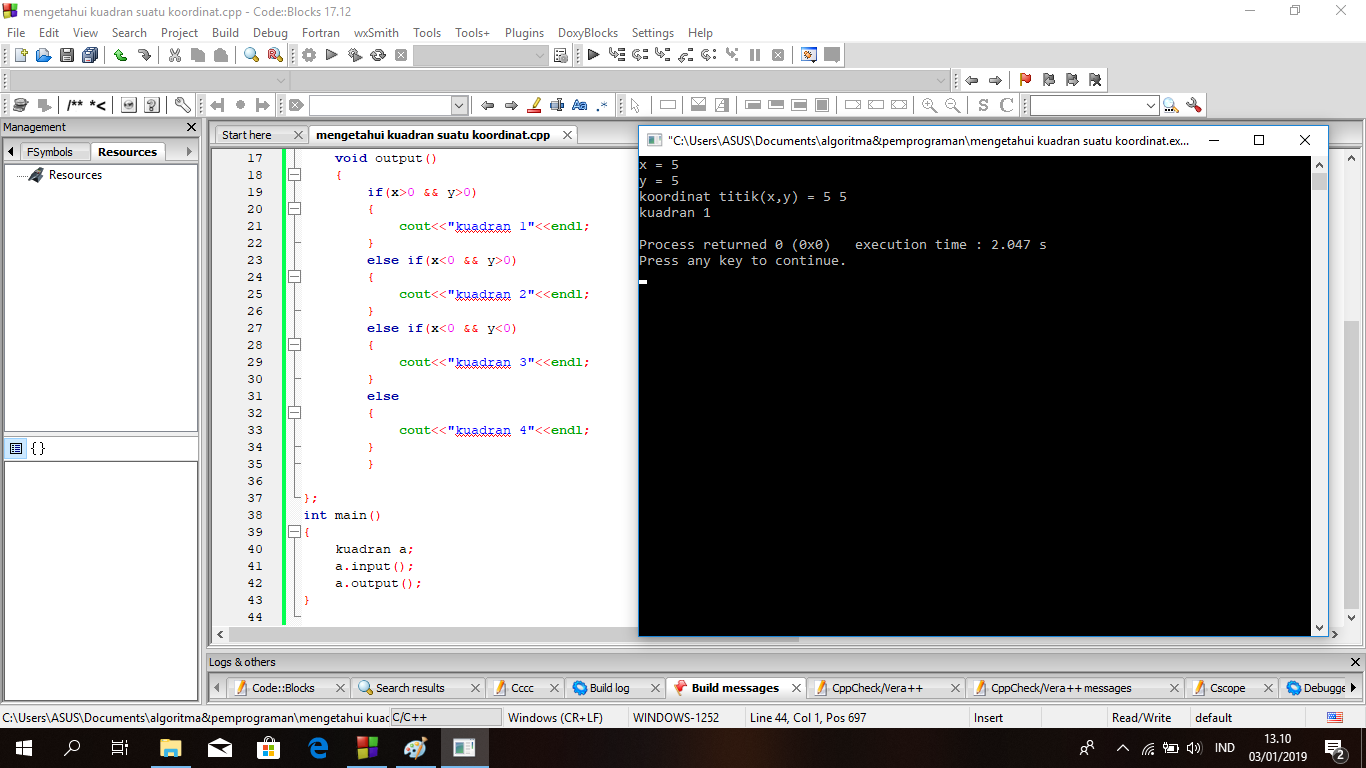 mengetahui kuadran suatu koordinat.cpp - Code::Blocks 17.12
File Edit View Search Project Build Debug Fortran wxSmith Tools Tools+ Plugins DoxyBlocks Settings Help
/** *<
Aa .*
S C
Management
FSymbols Resources
Resources
{}
Start here mengetahui kuadran suatu koordinat.cpp
17 void output()
18 {
19 if(x>0 && y>0)
20 {
21 cout<<"kuadran 1"<<endl;
22 }
23 else if(x<0 && y>0)
24 {
25 cout<<"kuadran 2"<<endl;
26 }
27 else if(x<0 && y<0)
28 {
29 cout<<"kuadran 3"<<endl;
30 }
31 else
32 {
33 cout<<"kuadran 4"<<endl;
34 }
35 }
36
37 };
38 int main()
39 {
40 kuadran a;
41 a.input();
42 a.output();
43 }
44
"C:\Users\ASUS\Documents\algoritma&pemprograman\mengetahui kuadran suatu koordinat.ex...
x = 5
y = 5
koordinat titik(x,y) = 5 5
kuadran 1
Process returned 0 (0x0) execution time : 2.047 s
Press any key to continue.
Logs & others
Code::Blocks Search results Cccc Build log Build messages CppCheck/Vera++ CppCheck/Vera++ messages Cscope Debugge
C:\Users\ASUS\Documents\algoritma&pemprograman\mengetahui kuad C/C++ Windows (CR+LF) WINDOWS-1252 Line 44, Col 1, Pos 697 Insert Read/Write default
IND
13.10
03/01/2019
2